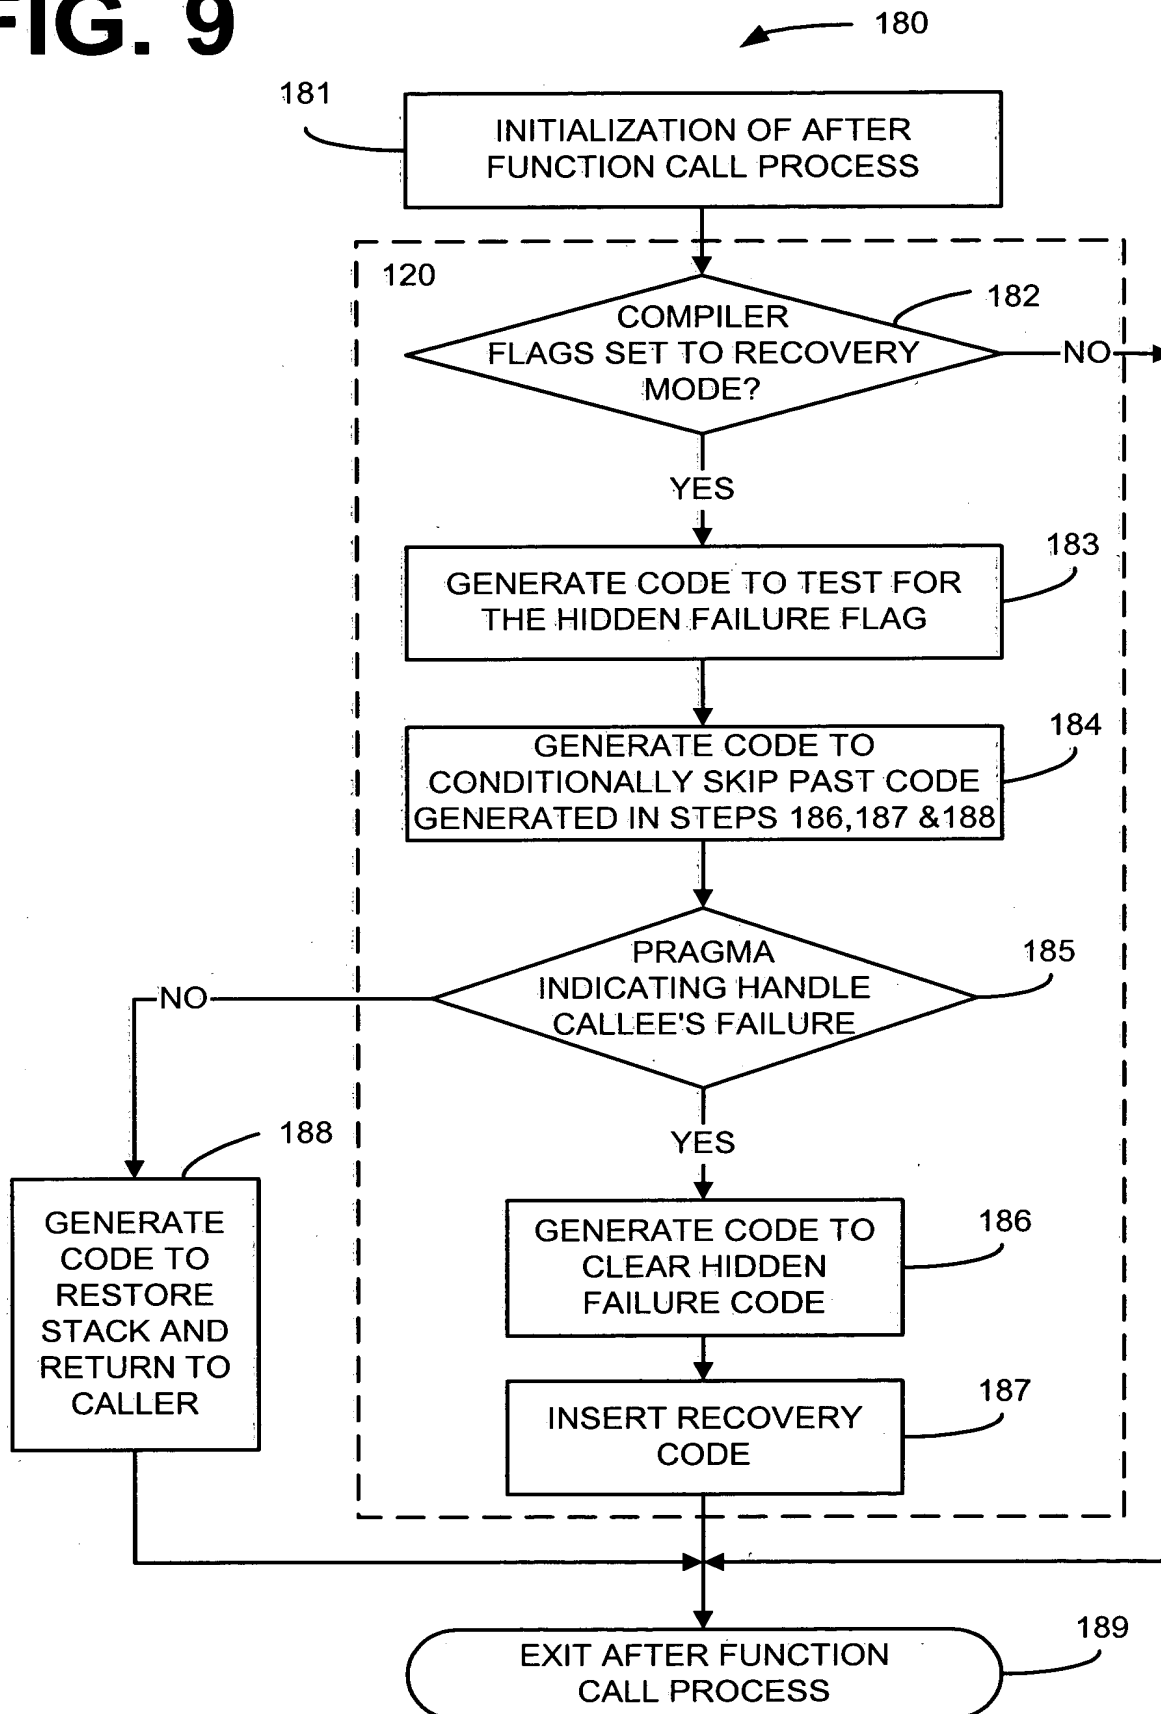 FIG. 9
180
181
INITIALIZATION OF AFTER
FUNCTION CALL PROCESS
120
182
COMPILER
FLAGS SET TO RECOVERY
MODE?
NO
YES
183
GENERATE CODE TO TEST FOR
THE HIDDEN FAILURE FLAG
184
GENERATE CODE TO
CONDITIONALLY SKIP PAST CODE
GENERATED IN STEPS 186,187 &188
185
PRAGMA
INDICATING HANDLE
CALLEE'S FAILURE
NO
YES
188
GENERATE
CODE TO
RESTORE
STACK AND
RETURN TO
CALLER
186
GENERATE CODE TO
CLEAR HIDDEN
FAILURE CODE
187
INSERT RECOVERY
CODE
189
EXIT AFTER FUNCTION
CALL PROCESS